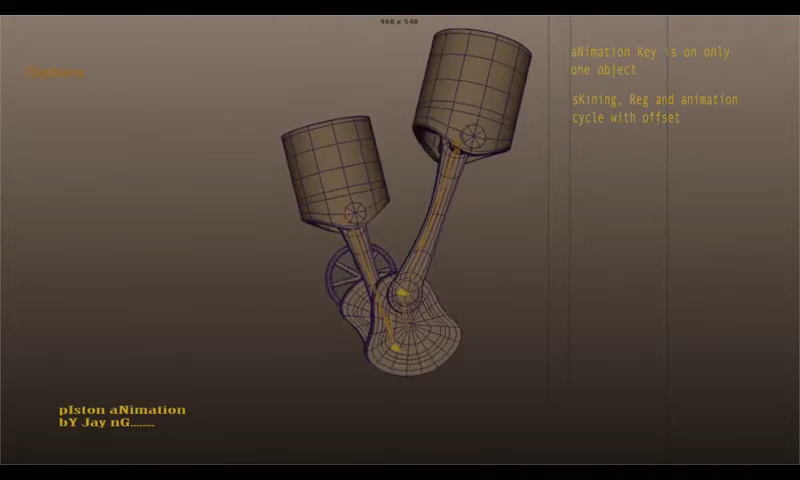 960 x 540
aNimation Key is on only
one object
sKining, Reg and animation
cycle with offset
pIston aNimation
bY Jay nG........